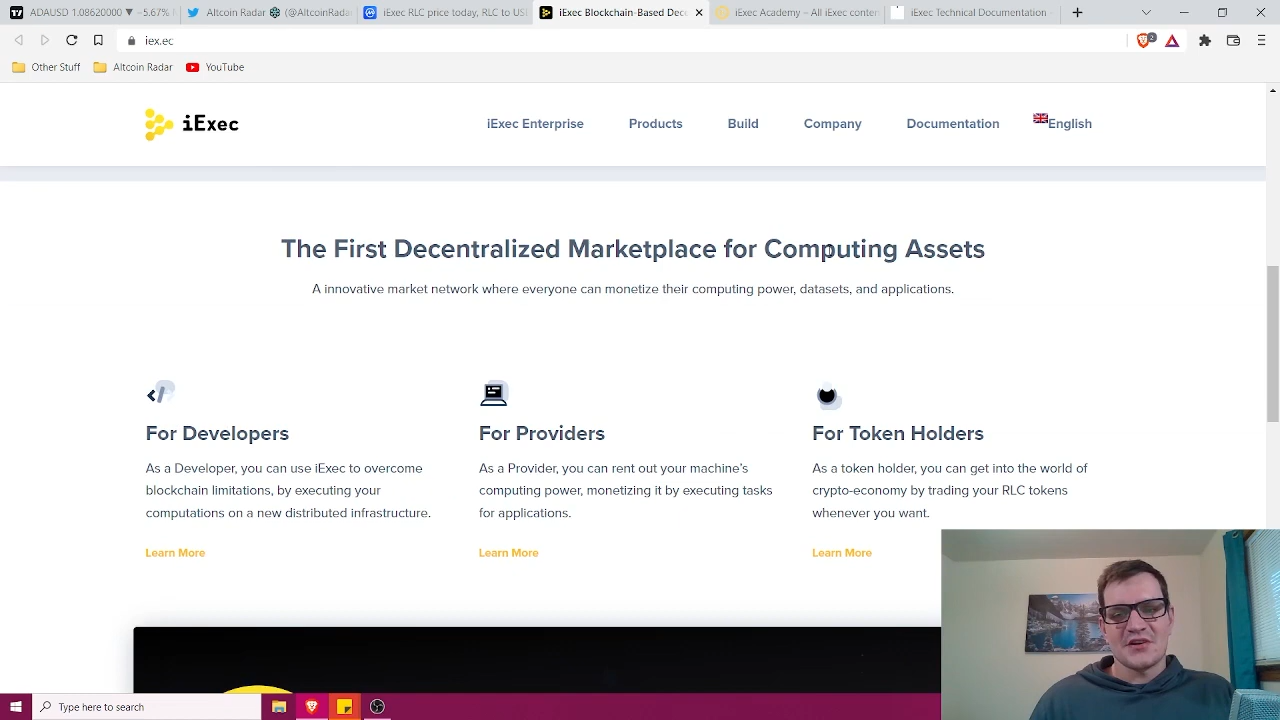 ADAUSD 1.08620000 ▼ −5.67%
Altcoin Radar (@AltcoinRada
iExec RLC price today, RLC to US
iExec Blockchain-Based Dec
iExec Academy – All iExec conten
iExec Technical Documentation
iex.ec
2
Other Stuff
Altcoin Radar
YouTube
iExec
iExec Enterprise
Products
Build
Company
Documentation
English
The First Decentralized Marketplace for Computing Assets
A innovative market network where everyone can monetize their computing power, datasets, and applications.
For Developers
As a Developer, you can use iExec to overcome
blockchain limitations, by executing your
computations on a new distributed infrastructure.
Learn More
For Providers
As a Provider, you can rent out your machine's
computing power, monetizing it by executing tasks
for applications.
Learn More
For Token Holders
As a token holder, you can get into the world of
crypto-economy by trading your RLC tokens
whenever you want.
Learn More
Type here to search